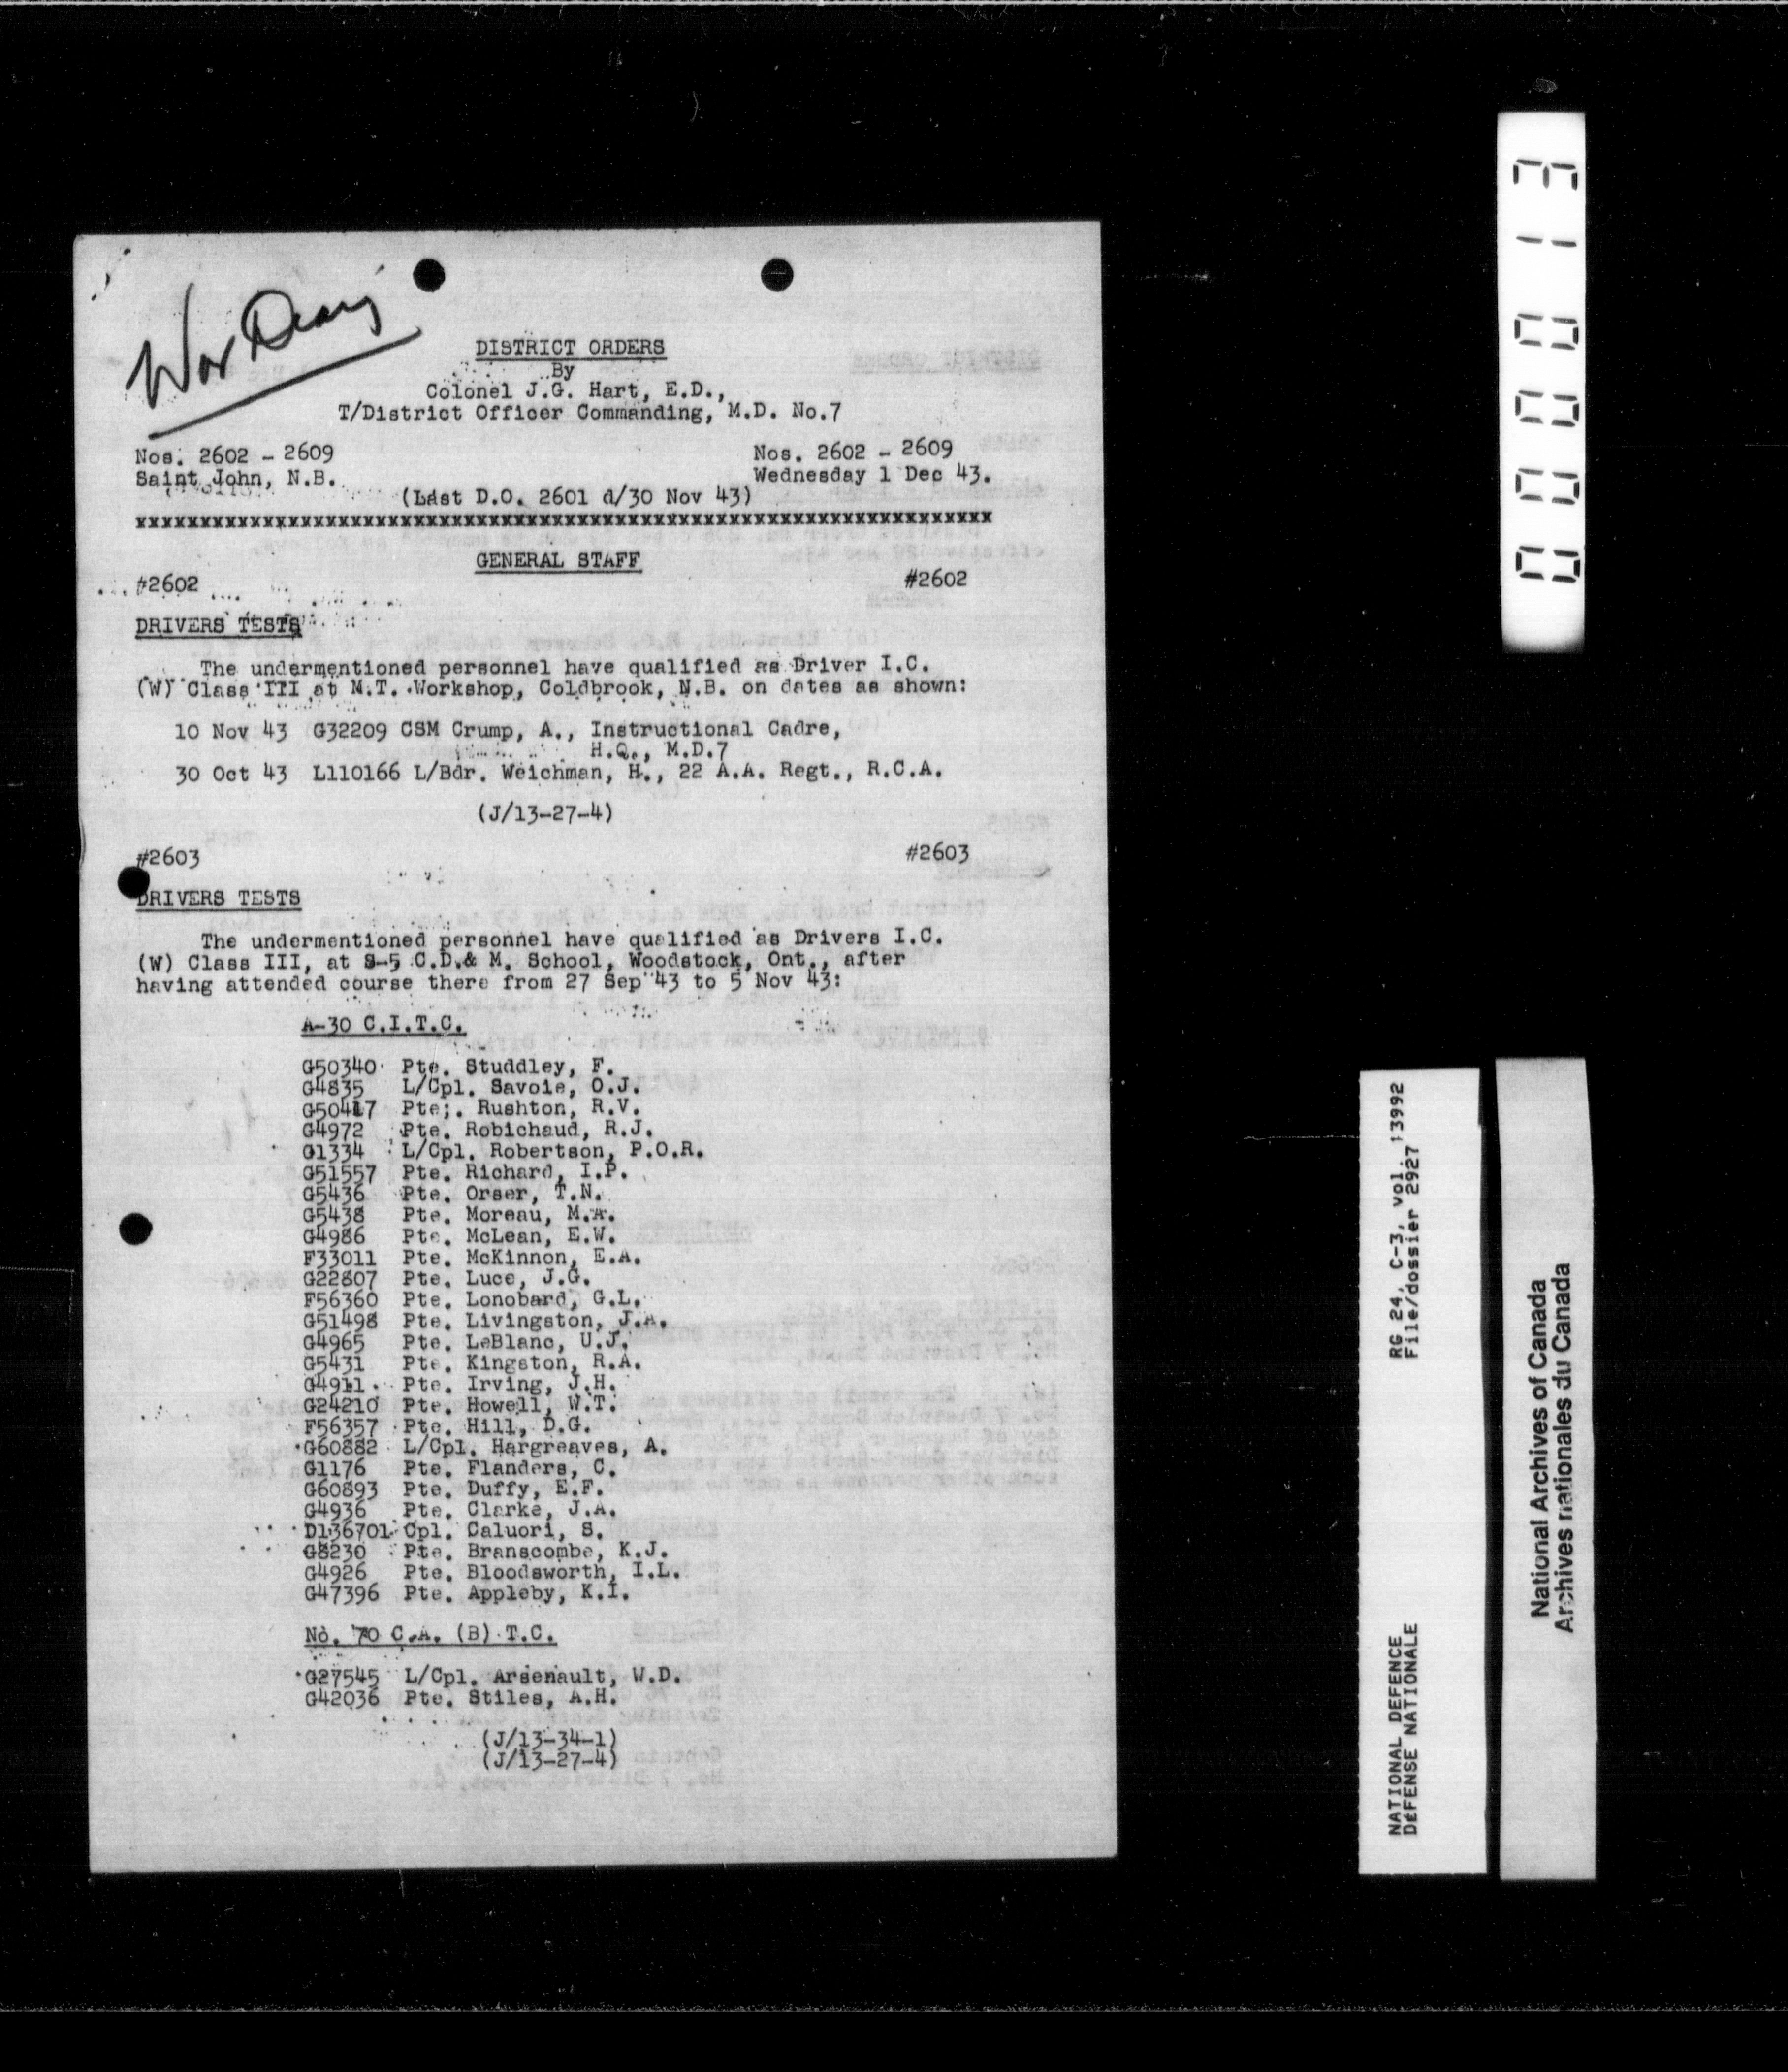 War Diary
DISTRICT ORDERS
By
Colonel J.G. Hart, E.D.,
T/District Officer Commanding, M.D. No.7
Nos. 2602 - 2609 Nos. 2602 - 2609
Saint John, N.B. Wednesday 1 Dec 43.
(Last D.O. 2601 d/30 Nov 43)
xxxxxxxxxxxxxxxxxxxxxxxxxxxxxxxxxxxxxxxxxxxxxxxxxxxxxxxxxxxxxxxxxxxx
GENERAL STAFF
#2602 #2602
DRIVERS TESTS
The undermentioned personnel have qualified as Driver I.C.
(W) Class III at M.T. Workshop, Coldbrook, N.B. on dates as shown:
10 Nov 43 G32209 CSM Crump, A., Instructional Cadre,
H.Q., M.D.7
30 Oct 43 L110166 L/Bdr. Weichman, H., 22 A.A. Regt., R.C.A.
(J/13-27-4)
#2603 #2603
DRIVERS TESTS
The undermentioned personnel have qualified as Drivers I.C.
(W) Class III, at S-5 C.D.& M. School, Woodstock, Ont., after
having attended course there from 27 Sep 43 to 5 Nov 43:
A-30 C.I.T.C.
G50340 Pte. Studdley, F.
G4835 L/Cpl. Savoie, O.J.
G50417 Pte;. Rushton, R.V.
G4972 Pte. Robichaud, R.J.
G1334 L/Cpl. Robertson, P.O.R.
G51557 Pte. Richard, I.P.
G5436 Pte. Orser, T.N.
G5438 Pte. Moreau, M.A.
G4986 Pte. McLean, E.W.
F33011 Pte. McKinnon, E.A.
G22807 Pte. Luce, J.G.
F56360 Pte. Lonobard, G.L.
G51498 Pte. Livingston, J.A.
G4965 Pte. LeBlanc, U.J.
G5431 Pte. Kingston, R.A.
G4911 Pte. Irving, J.H.
G24210 Pte. Howell, W.T.
F56357 Pte. Hill, D.G.
G60882 L/Cpl. Hargreaves, A.
G1176 Pte. Flanders, C.
G60893 Pte. Duffy, E.F.
G4936 Pte. Clarke, J.A.
D136701 Cpl. Caluori, S.
G8230 Pte. Branscombe, K.J.
G4926 Pte. Bloodsworth, I.L.
G47396 Pte. Appleby, K.I.
No. 70 C.A. (B) T.C.
G27545 L/Cpl. Arsenault, W.D.
G42036 Pte. Stiles, A.H.
(J/13-34-1)
(J/13-27-4)
000013
NATIONAL DEFENCE RG 24, C-3, vol. 13992
DÉFENSE NATIONALE File/dossier 2927
National Archives of Canada
Archives nationales du Canada